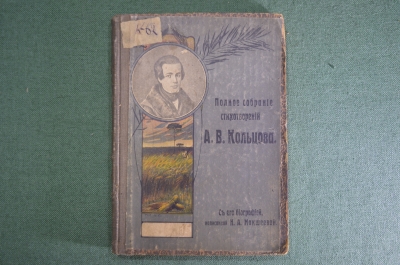 Полное собраніе
стихотвореній
А. В. Кольцова.
Съ его біографіей,